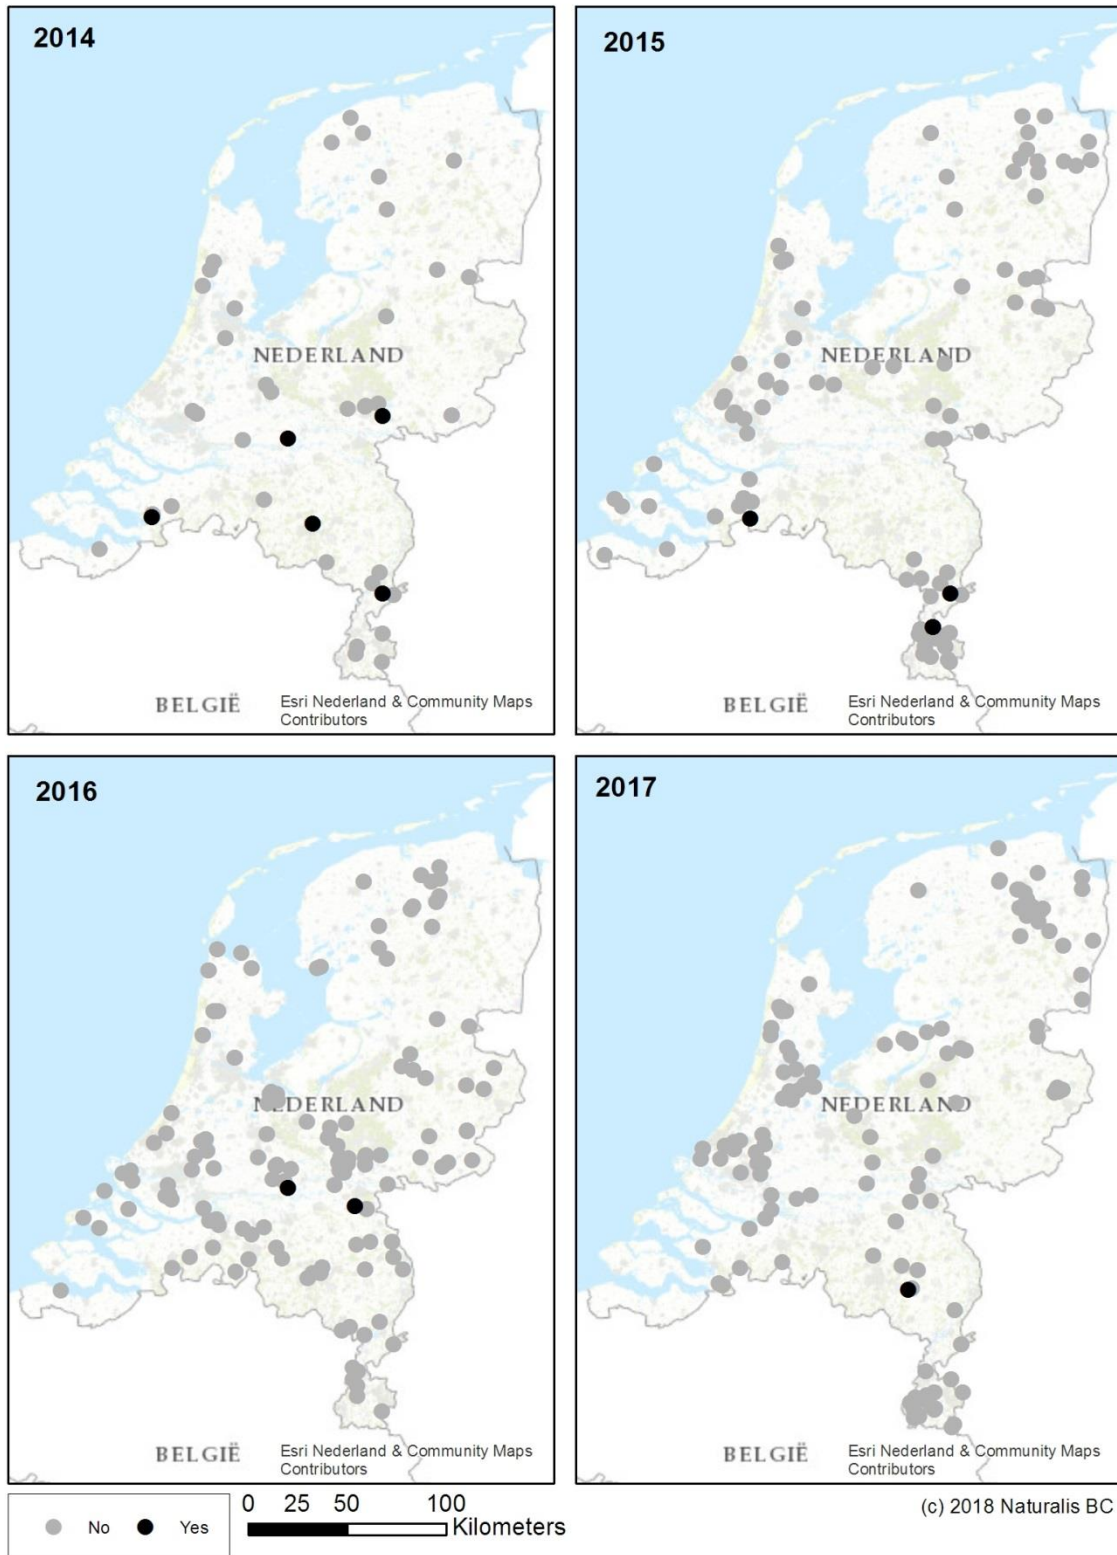 2014
NEDERLAND
BELGIË
Esri Nederland & Community Maps
Contributors
2015
NEDERLAND
BELGIË
Esri Nederland & Community Maps
Contributors
2016
NEDERLAND
BELGIË
Esri Nederland & Community Maps
Contributors
2017
NEDERLAND
BELGIË
Esri Nederland & Community Maps
Contributors
No Yes
0 25 50 100
Kilometers
(c) 2018 Naturalis BC